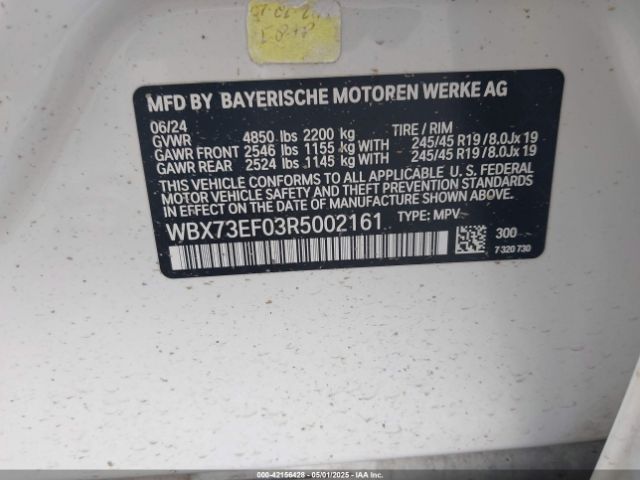 MFD BY BAYERISCHE MOTOREN WERKE AG
06/24 TIRE / RIM
GVWR 4850 lbs 2200 kg
GAWR FRONT 2546 lbs 1155 kg WITH 245/45 R19 / 8.0Jx19
GAWR REAR 2524 lbs 1145 kg WITH 245/45 R19 / 8.0Jx19
THIS VEHICLE CONFORMS TO ALL APPLICABLE U. S. FEDERAL
MOTOR VEHICLE SAFETY AND THEFT PREVENTION STANDARDS
IN EFFECT ON THE DATE OF MANUFACTURE SHOWN ABOVE.
WBX73EF03R5002161 TYPE: MPV
300
7 320 730
000-42156428 - 05/01/2025 - IAAI.com